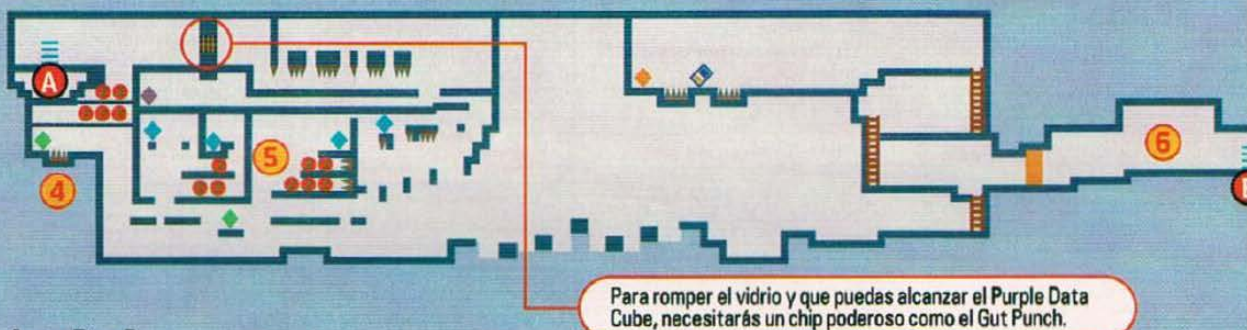 A
5
4
6
Para romper el vidrio y que puedas alcanzar el Purple Data
Cube, necesitarás un chip poderoso como el Gut Punch.